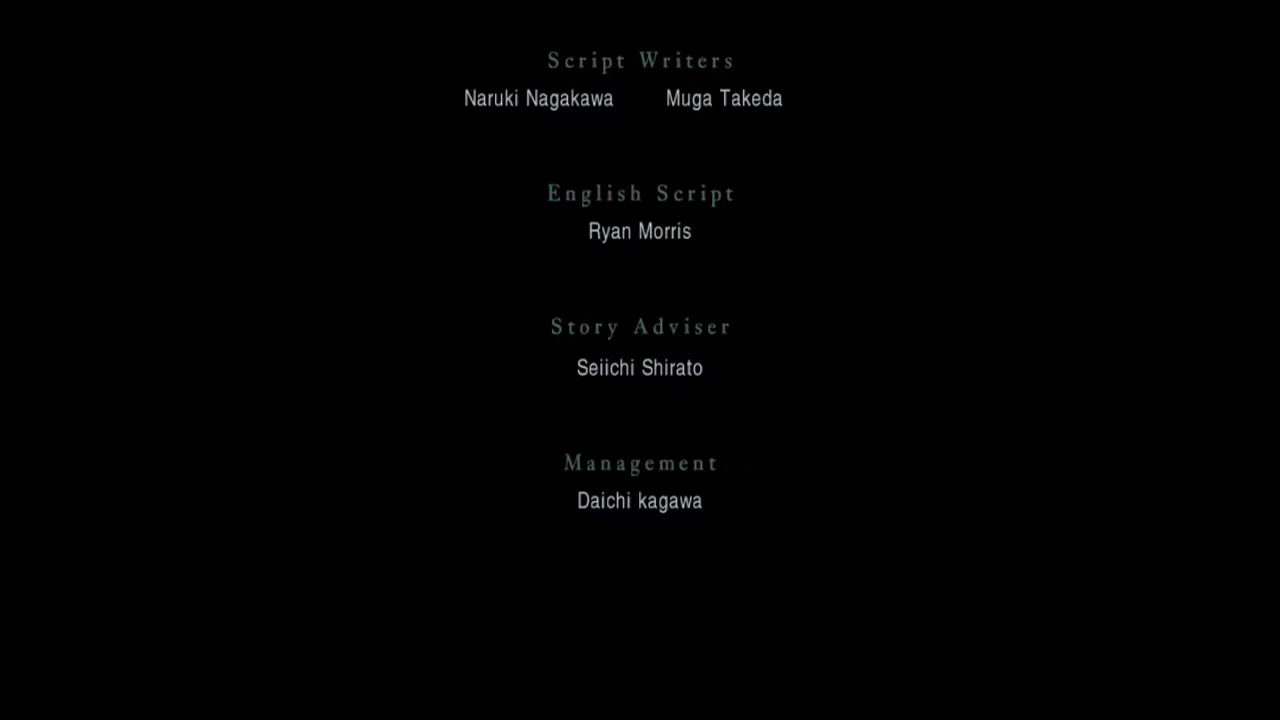 Script Writers
Naruki Nagakawa Muga Takeda
English Script
Ryan Morris
Story Adviser
Seiichi Shirato
Management
Daichi kagawa